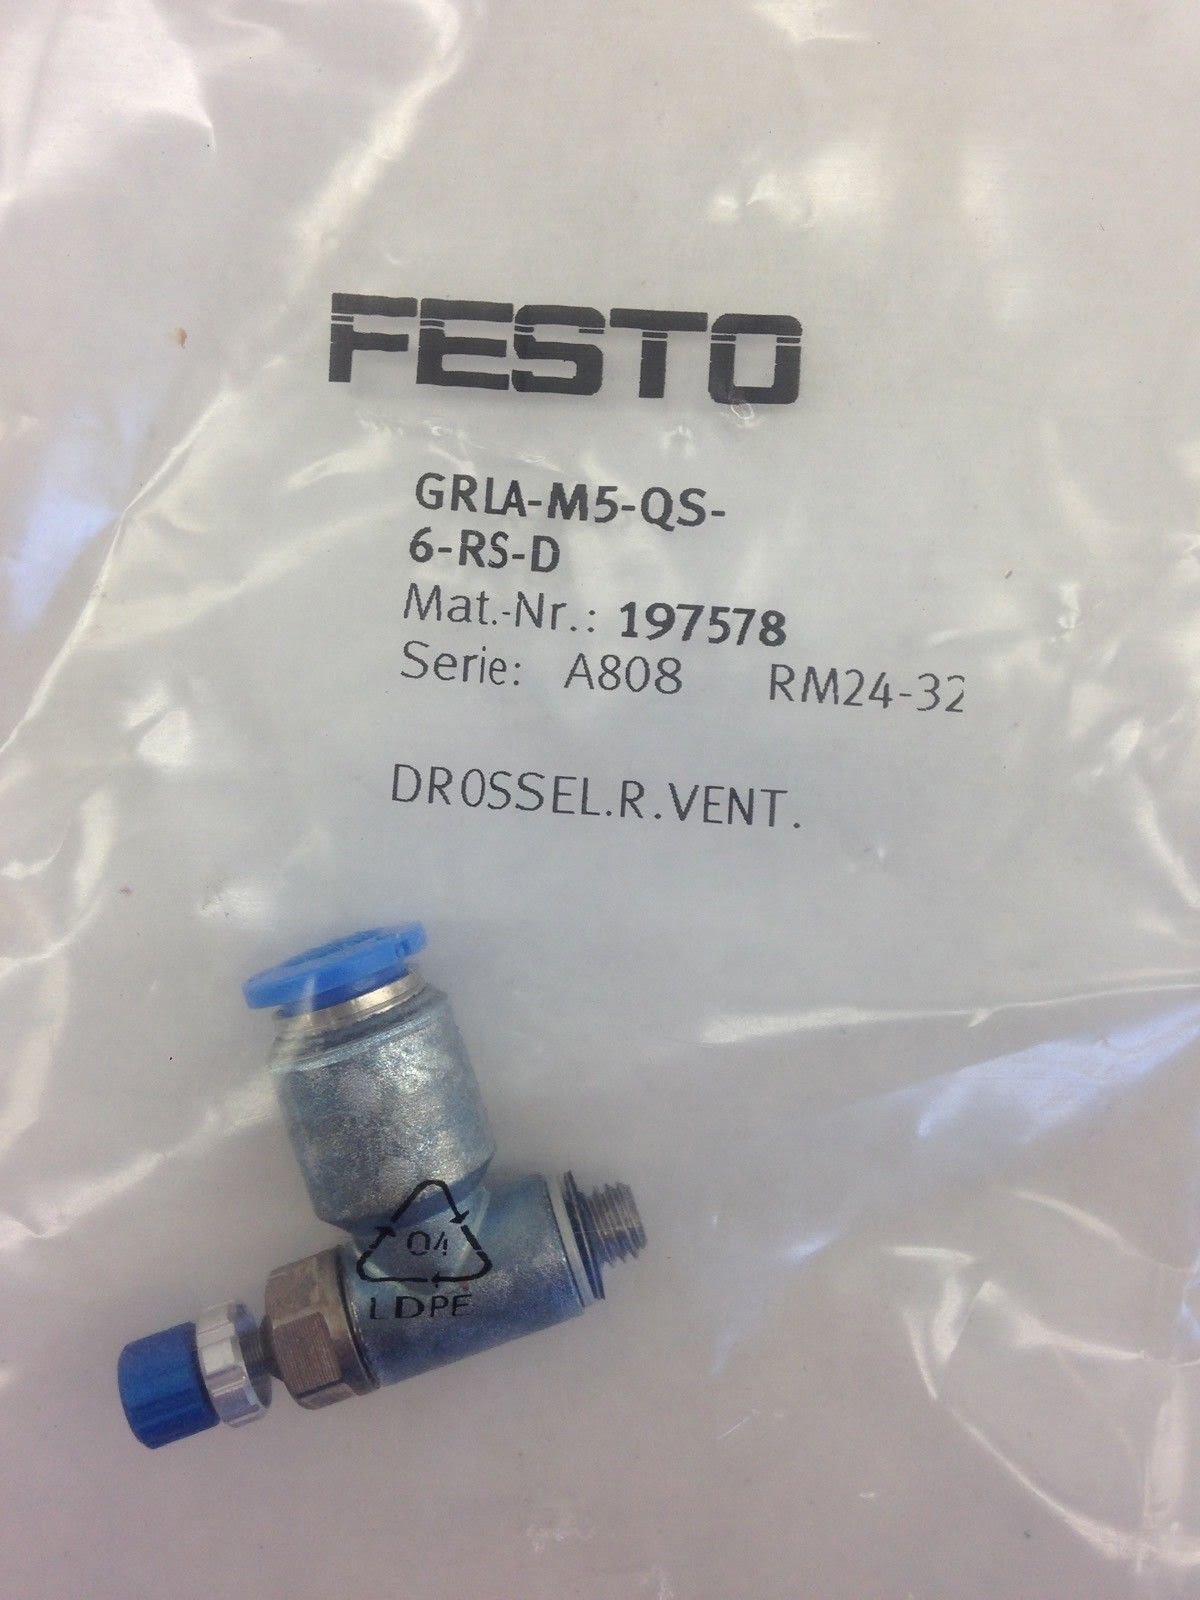 FESTO
GRLA-M5-QS-
6-RS-D
Mat.-Nr.: 197578
Serie: A808 RM24-32
DROSSEL.R.VENT.
04
LDPE